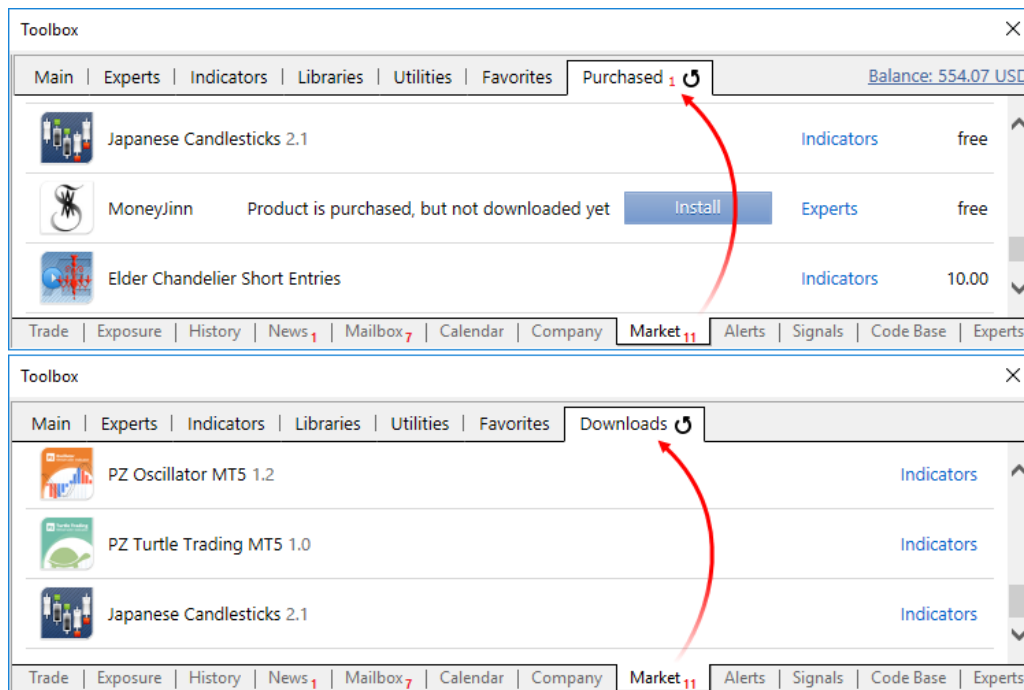 Toolbox
Main | Experts | Indicators | Libraries | Utilities | Favorites Purchased 1 Balance: 554.07 USD
Japanese Candlesticks 2.1 Indicators free
MoneyJinn Product is purchased, but not downloaded yet Install Experts free
Elder Chandelier Short Entries Indicators 10.00
Trade | Exposure | History | News 1 | Mailbox 7 | Calendar | Company Market 11 Alerts | Signals | Code Base | Experts
Toolbox
Main | Experts | Indicators | Libraries | Utilities | Favorites Downloads
PZ Oscillator MT5 1.2 Indicators
PZ Turtle Trading MT5 1.0 Indicators
Japanese Candlesticks 2.1 Indicators
Trade | Exposure | History | News 1 | Mailbox 7 | Calendar | Company Market 11 Alerts | Signals | Code Base | Experts